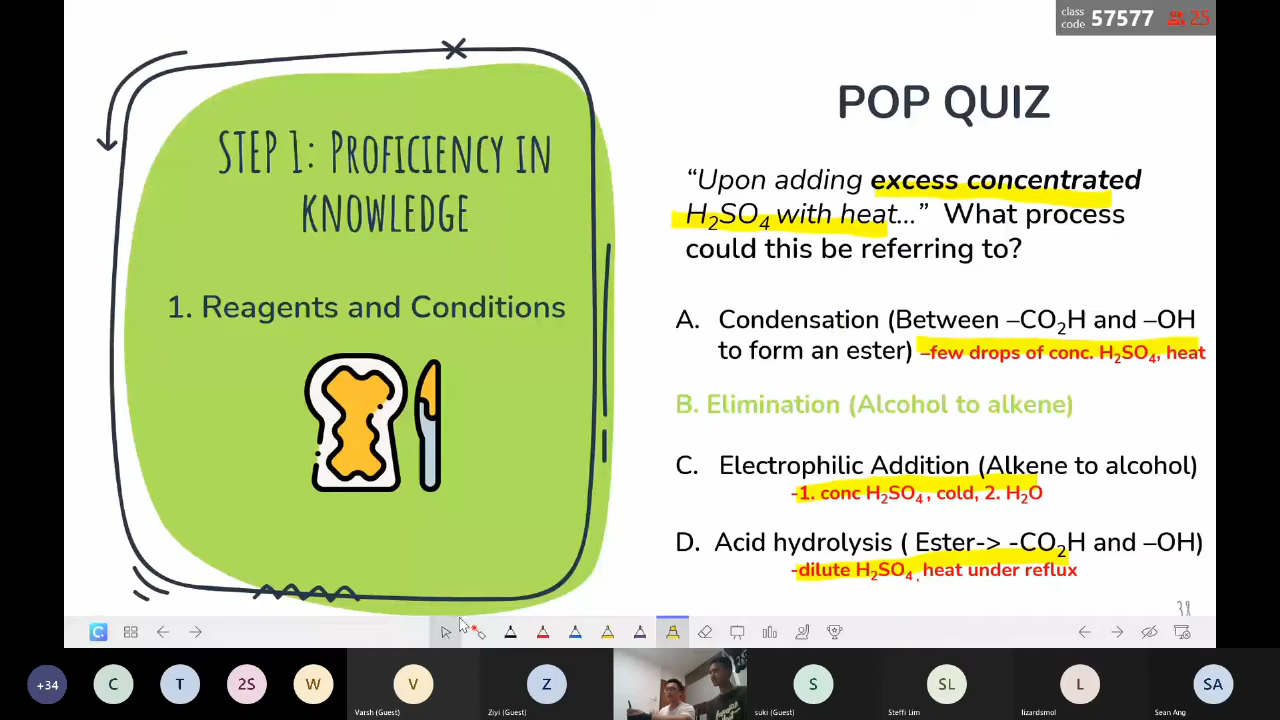 class
code 57577 25
STEP 1: PROFICIENCY IN
KNOWLEDGE
1. Reagents and Conditions
POP QUIZ
“Upon adding excess concentrated
H₂SO₄ with heat...” What process
could this be referring to?
A. Condensation (Between –CO₂H and –OH
to form an ester) –few drops of conc. H₂SO₄, heat
B. Elimination (Alcohol to alkene)
C. Electrophilic Addition (Alkene to alcohol)
-1. conc H₂SO₄, cold, 2. H₂O
D. Acid hydrolysis ( Ester-> -CO₂H and –OH)
-dilute H₂SO₄, heat under reflux
C.
+34 C T 2S W V Z S SL L SA
Varsh (Guest) Ziyi (Guest) suki (Guest) Steffi Lim lizardsmol Sean Ang